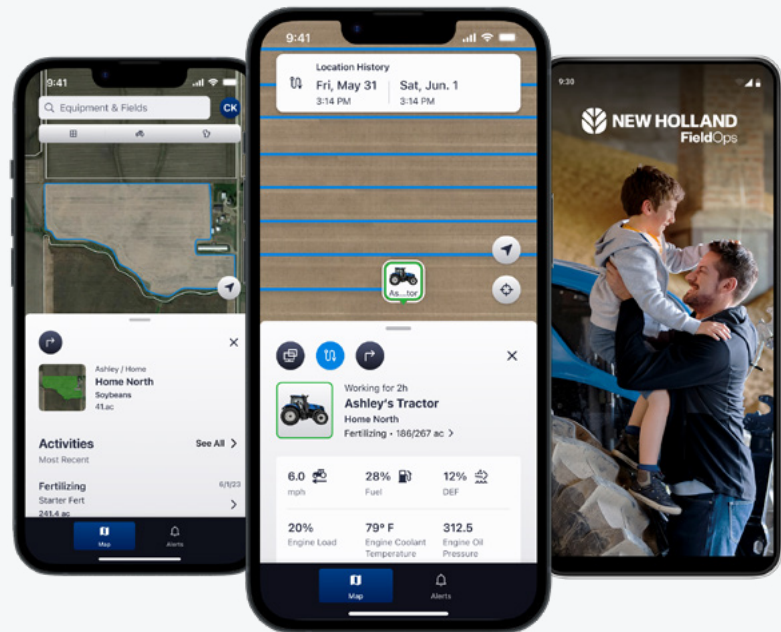 9:41
Equipment & Fields
CK
Ashley / Home
Home North
Soybeans
41.ac
Activities
See All >
Most Recent
Fertilizing
6/1/23
Starter Fert
241.4 ac
Map
Alerts
9:41
Location History
Fri, May 31
Sat, Jun. 1
3:14 PM
3:14 PM
As...tor
Working for 2h
Ashley's Tractor
Home North
Fertilizing • 186/267 ac >
6.0
28%
12%
mph
Fuel
DEF
20%
79° F
312.5
Engine Load
Engine Coolant
Temperature
Engine Oil
Pressure
Map
Alerts
9:30
NEW HOLLAND
FieldOps